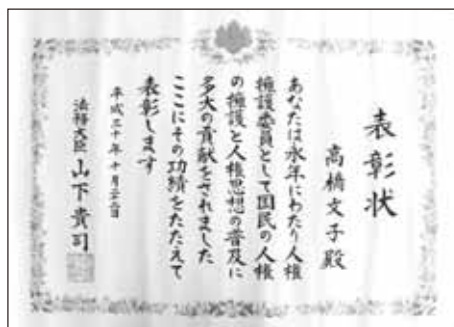 表彰状
高橋文子殿
あなたは永年にわたり人権
擁護委員として国民の人権
の擁護と人権思想の普及に
多大の貢献をされました
ここにその功績をたたえて
表彰します
平成三十年十月二十二日
法務大臣 山下貴司